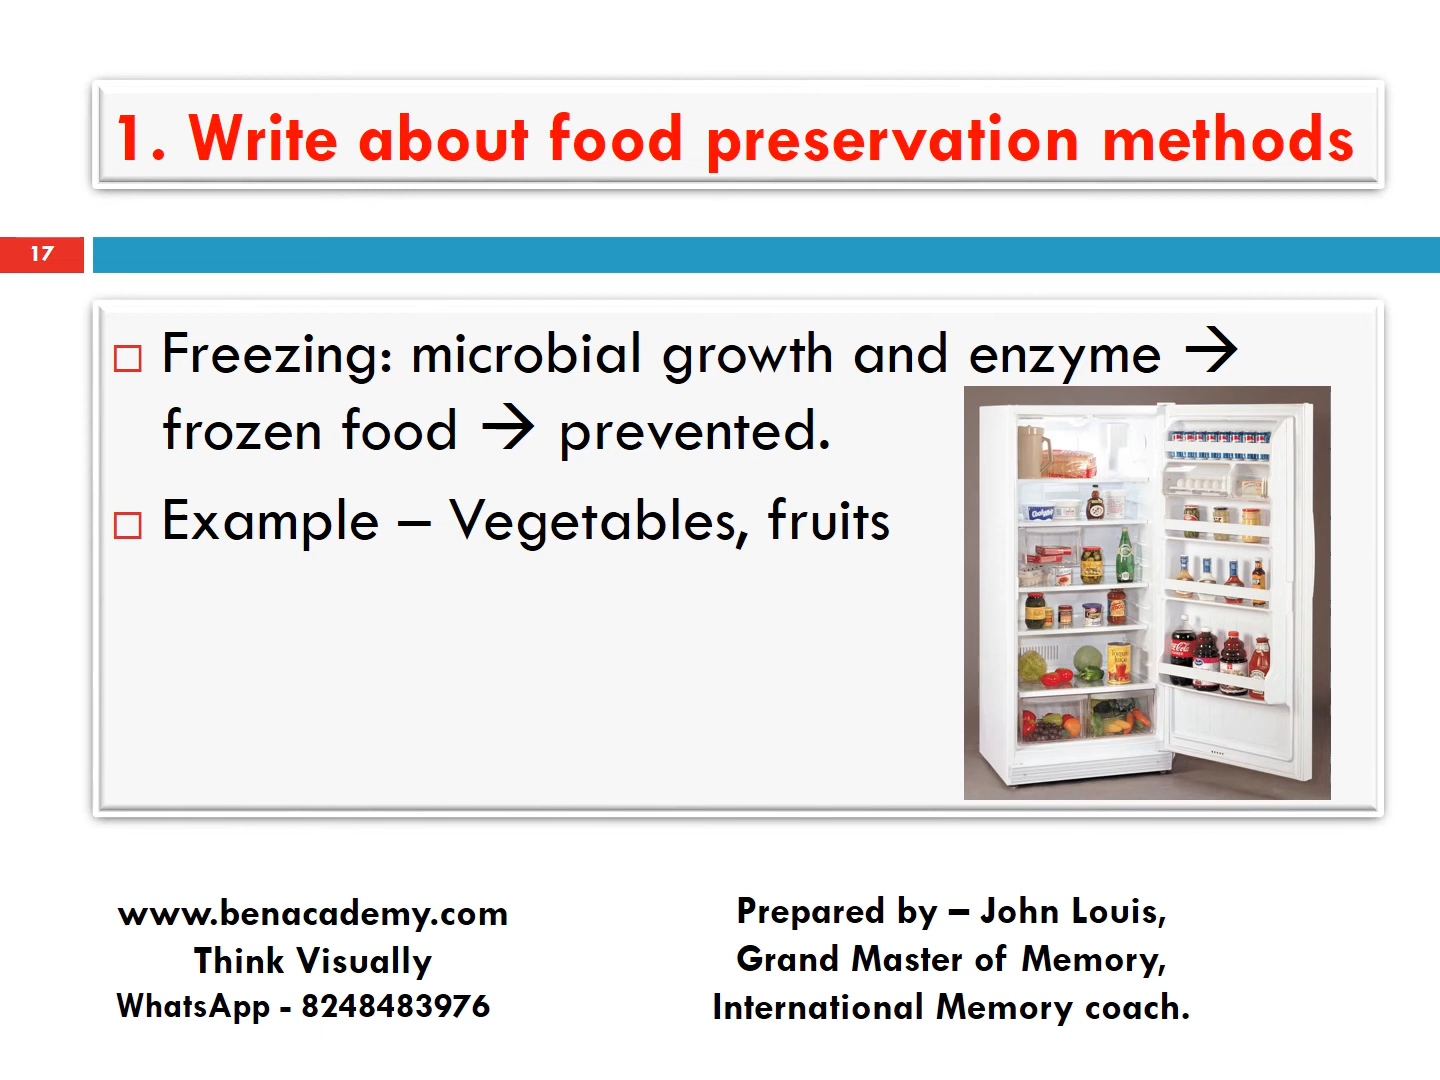 1. Write about food preservation methods
17
Freezing: microbial growth and enzyme →
frozen food → prevented.
Example – Vegetables, fruits
www.benacademy.com
Think Visually
WhatsApp - 8248483976
Prepared by – John Louis,
Grand Master of Memory,
International Memory coach.